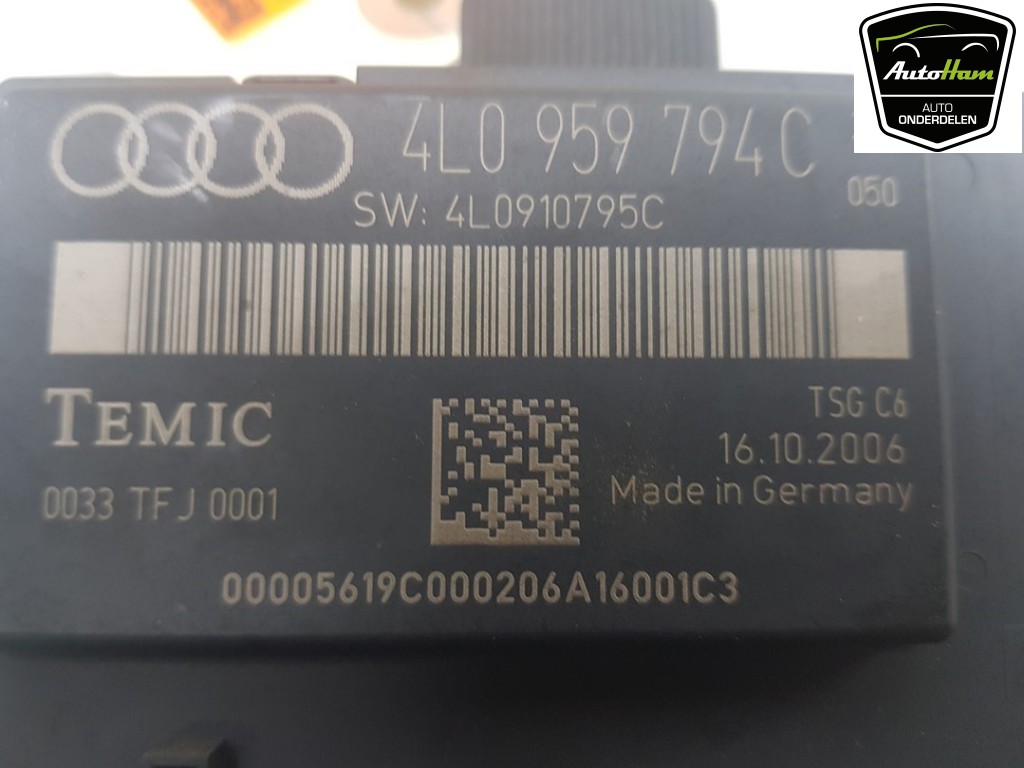 4L0 959 794 C
050
SW: 4L0910795C
TEMIC
0033 TFJ 0001
TSG C6
16.10.2006
Made in Germany
00005619C000206A16001C3
AutoHam
AUTO
ONDERDELEN